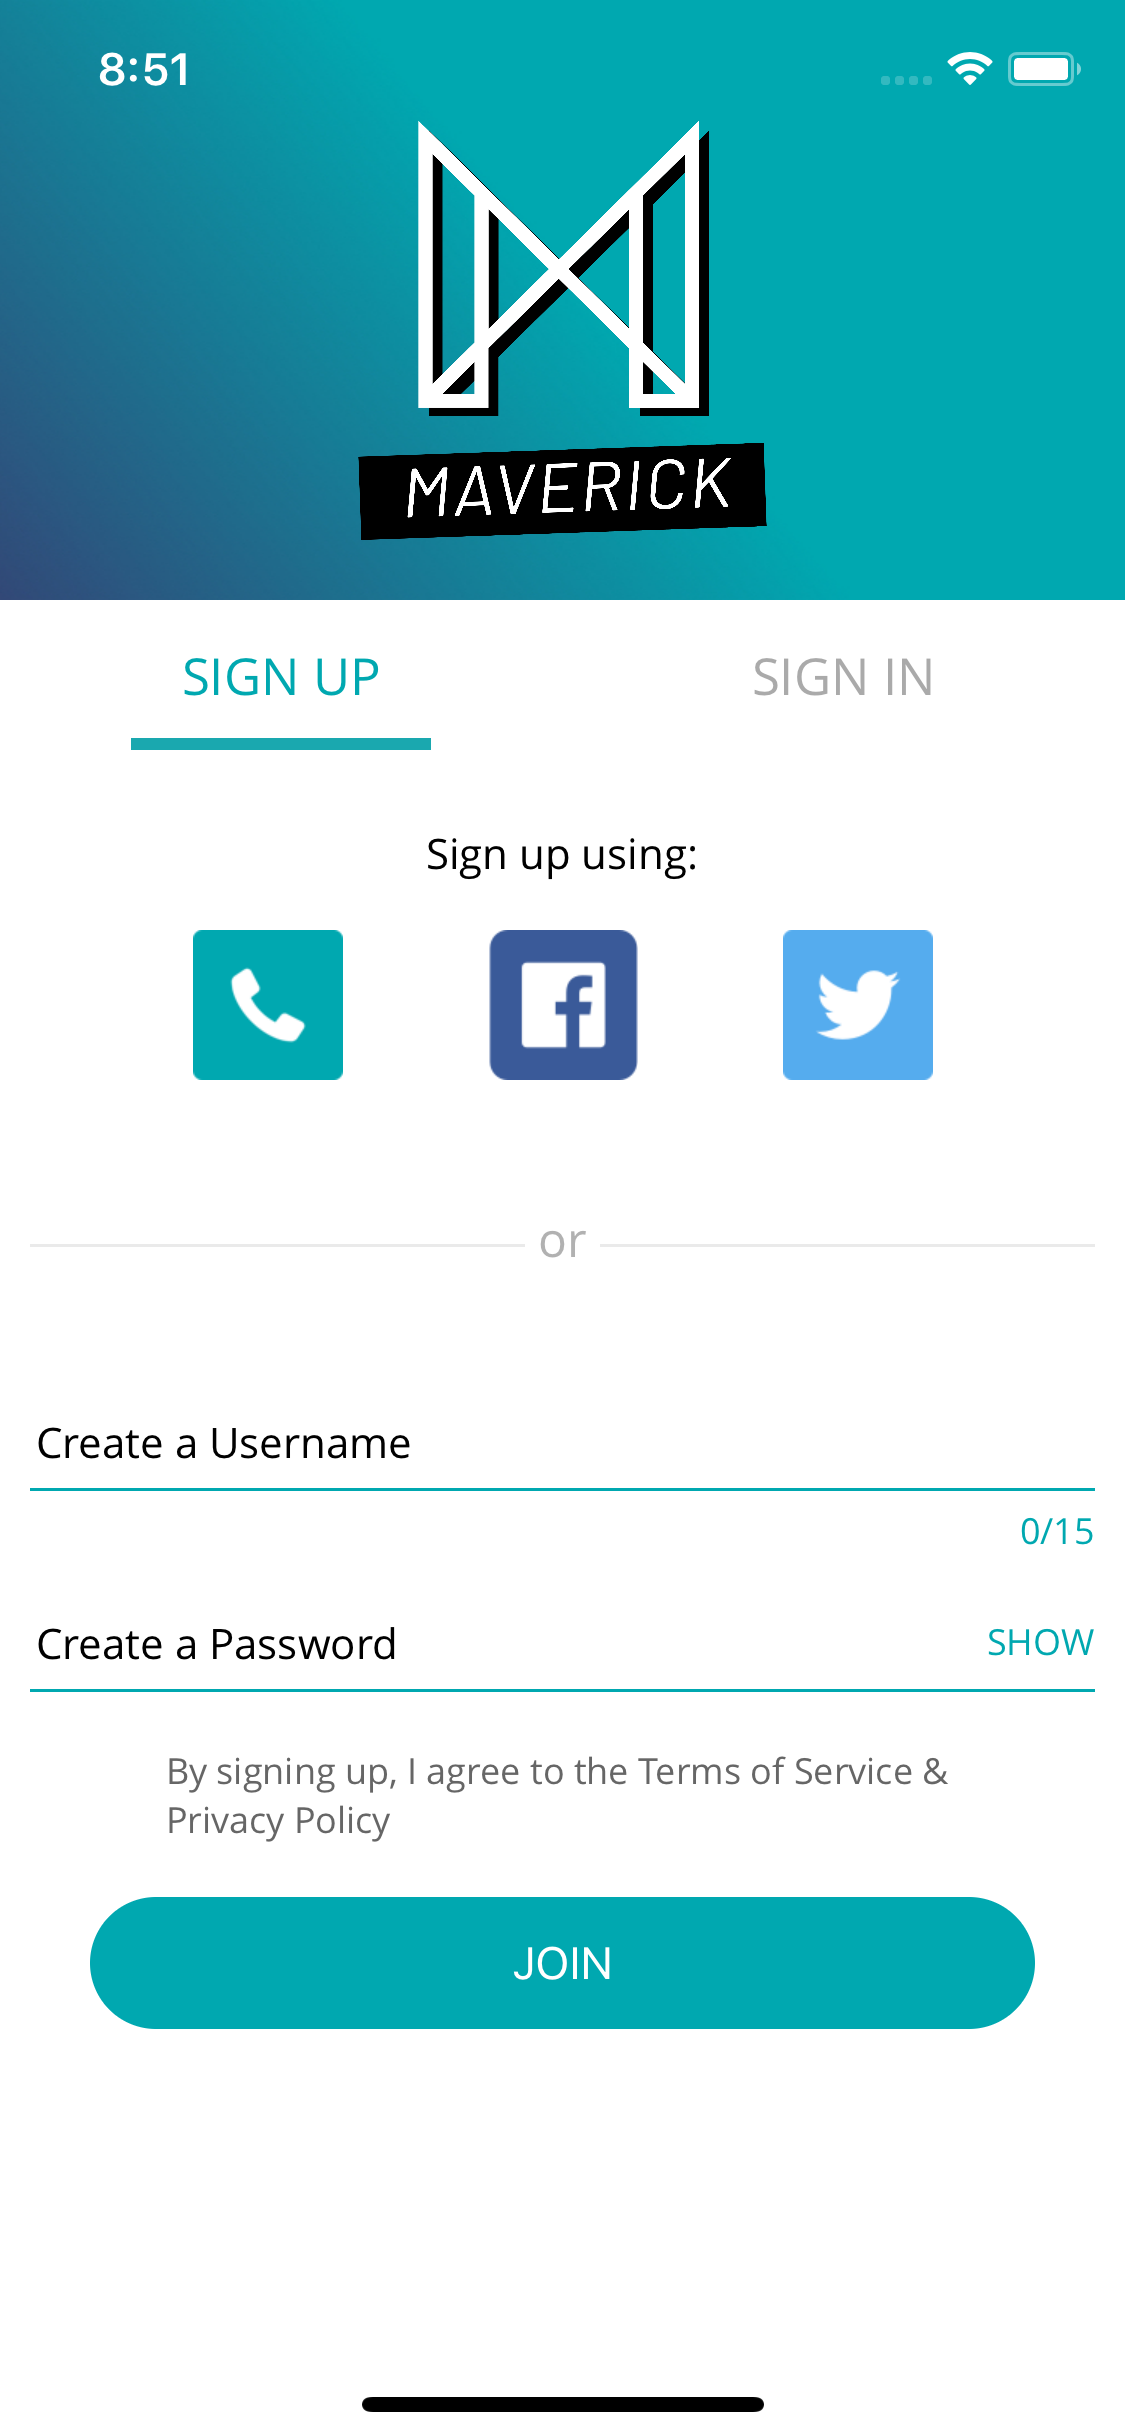 8:51
MAVERICK
SIGN UP
SIGN IN
Sign up using:
or
Create a Username
0/15
Create a Password
SHOW
By signing up, I agree to the Terms of Service &
Privacy Policy
JOIN